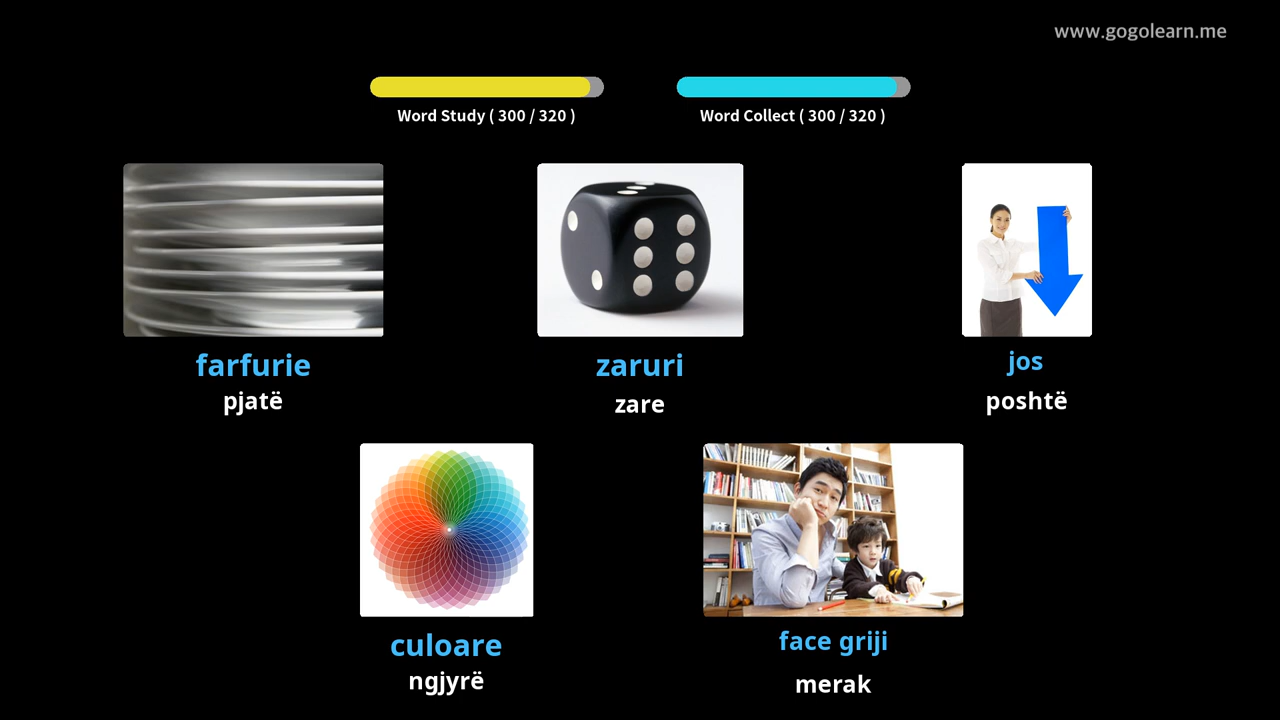 www.gogolearn.me
Word Study ( 300 / 320 )
Word Collect ( 300 / 320 )
farfurie
pjatë
zaruri
zare
jos
poshtë
culoare
ngjyrë
face griji
merak